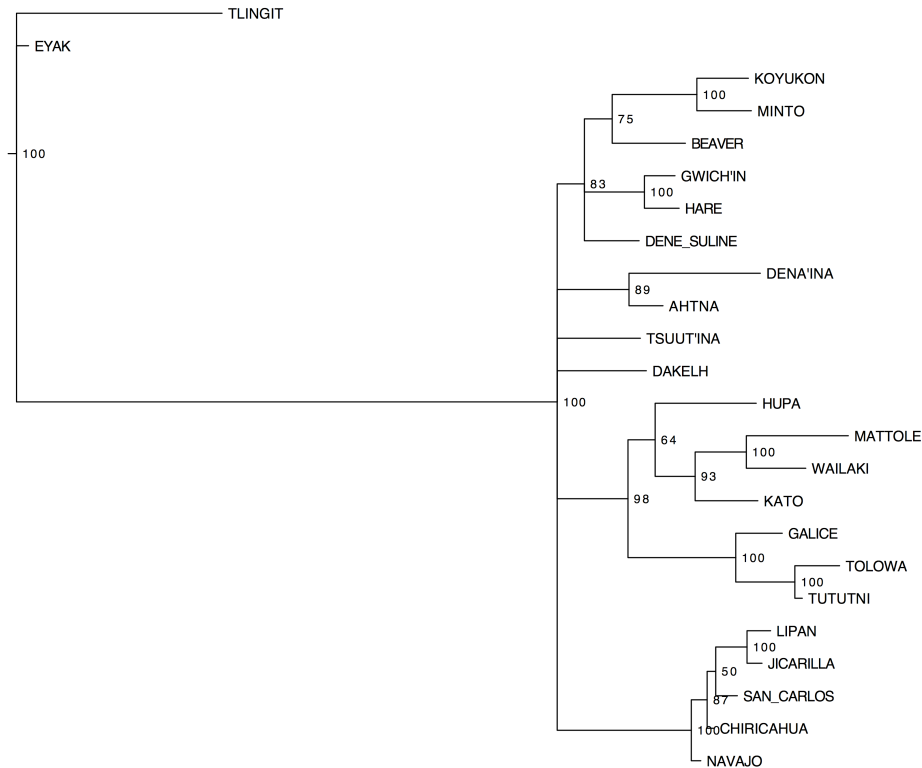 TLINGIT
EYAK
KOYUKON
100
MINTO
75
BEAVER
100
GWICH'IN
83
100
HARE
DENE_SULINE
DENA'INA
89
AHTNA
TSUUT'INA
DAKELH
100
HUPA
64
MATTOLE
100
WAILAKI
93
KATO
98
GALICE
100
TOLOWA
100
TUTUTNI
LIPAN
100
JICARILLA
50
SAN_CARLOS
87
CHIRICAHUA
100
NAVAJO